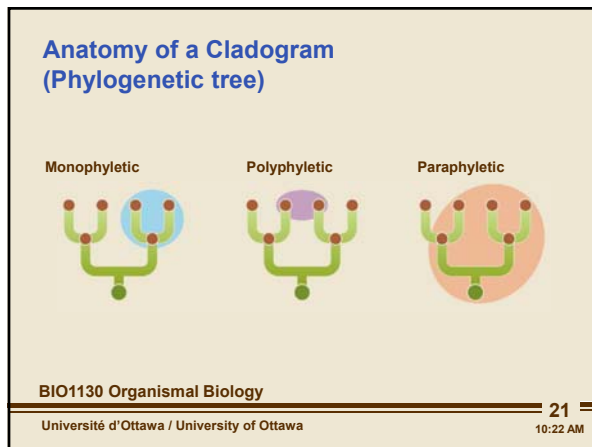 Anatomy of a Cladogram
(Phylogenetic tree)
Monophyletic
Polyphyletic
Paraphyletic
BIO1130 Organismal Biology
Université d'Ottawa / University of Ottawa
21
10:22 AM